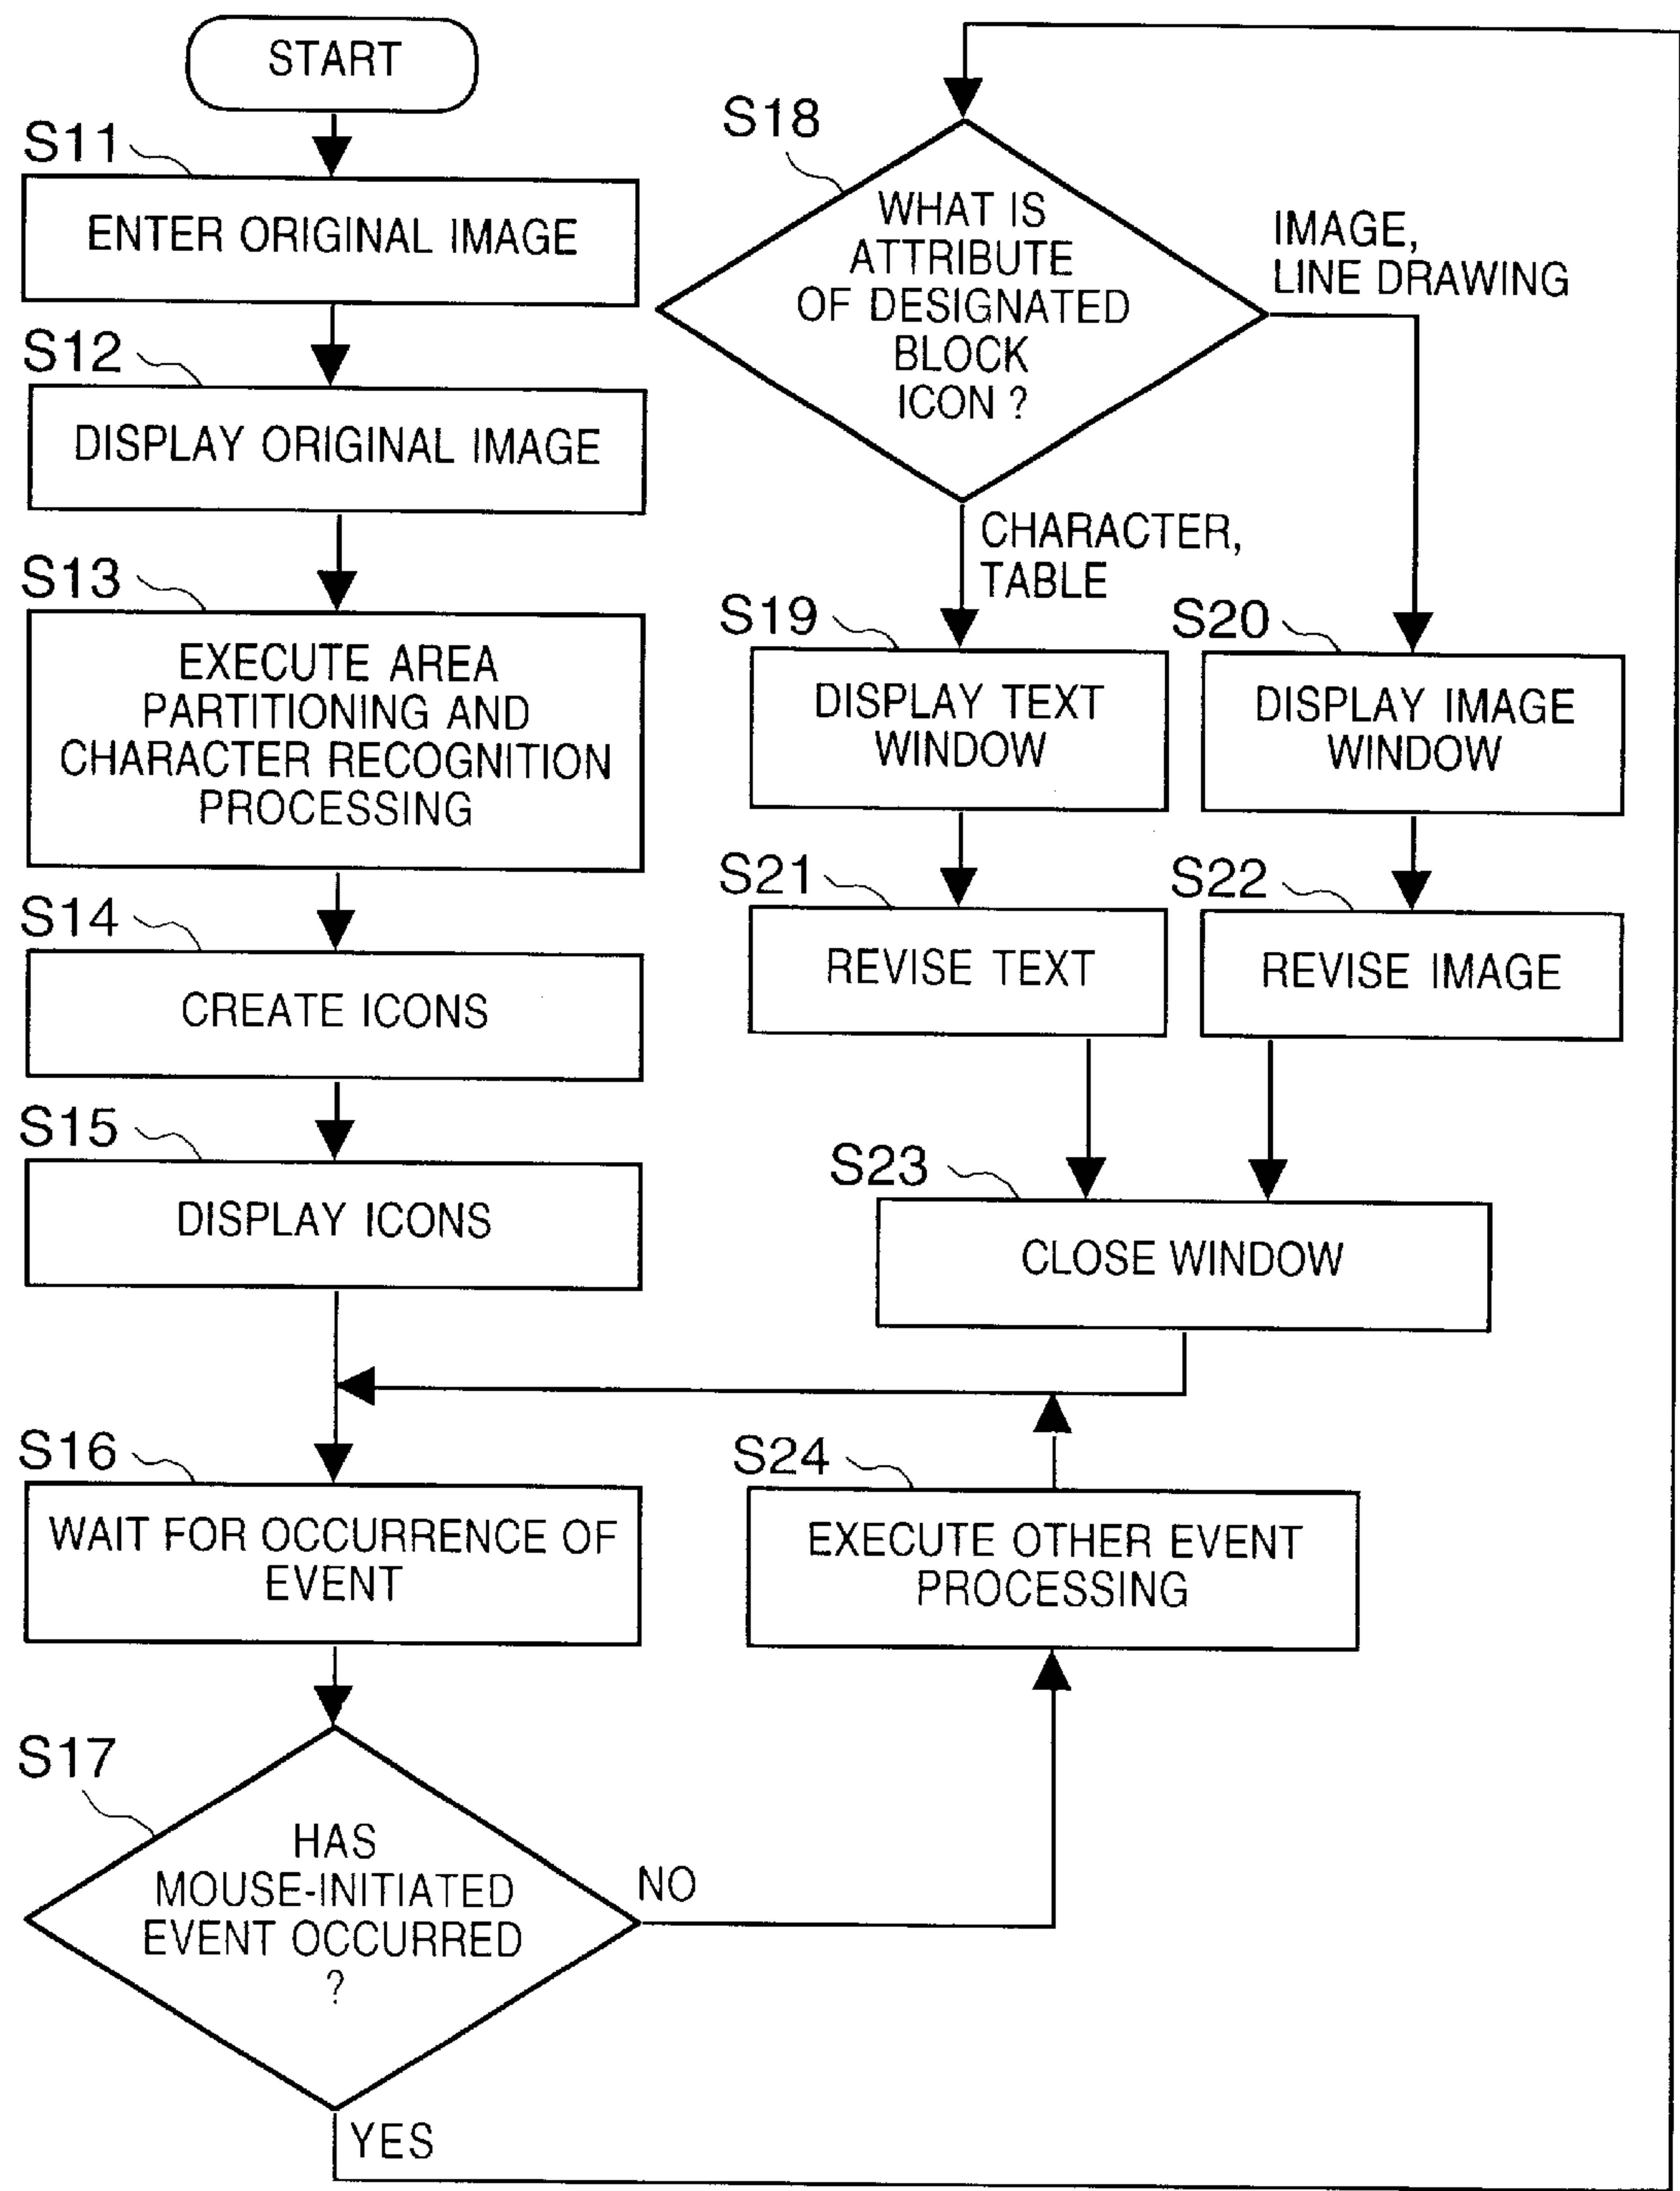 START
S11
ENTER ORIGINAL IMAGE
S12
DISPLAY ORIGINAL IMAGE
S13
EXECUTE AREA
PARTITIONING AND
CHARACTER RECOGNITION
PROCESSING
S14
CREATE ICONS
S15
DISPLAY ICONS
S16
WAIT FOR OCCURRENCE OF
EVENT
S17
HAS
MOUSE-INITIATED
EVENT OCCURRED
?
NO
YES
S18
WHAT IS
ATTRIBUTE
OF DESIGNATED
BLOCK
ICON ?
IMAGE,
LINE DRAWING
CHARACTER,
TABLE
S19
DISPLAY TEXT
WINDOW
S20
DISPLAY IMAGE
WINDOW
S21
REVISE TEXT
S22
REVISE IMAGE
S23
CLOSE WINDOW
S24
EXECUTE OTHER EVENT
PROCESSING